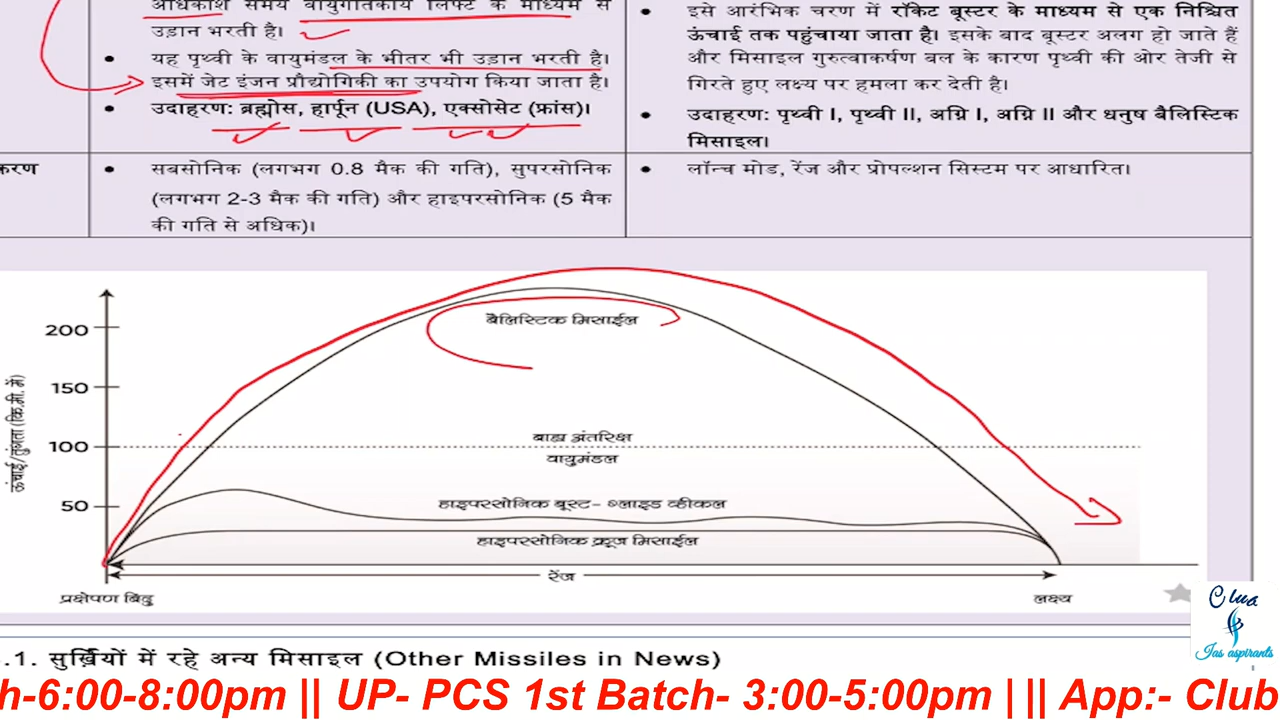 अधिकांश समय वायुगतिकीय लिफ्ट के माध्यम से
उड़ान भरती है।
• यह पृथ्वी के वायुमंडल के भीतर भी उड़ान भरती है।
• इसमें जेट इंजन प्रौद्योगिकी का उपयोग किया जाता है।
• उदाहरण: ब्रह्मोस, हार्पून (USA), एक्सोसेट (फ्रांस)।
• इसे आरंभिक चरण में रॉकेट बूस्टर के माध्यम से एक निश्चित
ऊंचाई तक पहुंचाया जाता है। इसके बाद बूस्टर अलग हो जाते हैं
और मिसाइल गुरुत्वाकर्षण बल के कारण पृथ्वी की ओर तेजी से
गिरते हुए लक्ष्य पर हमला कर देती है।
• उदाहरण: पृथ्वी I, पृथ्वी II, अग्नि I, अग्नि II और धनुष बैलिस्टिक
मिसाइल।
करण
• सबसोनिक (लगभग 0.8 मैक की गति), सुपरसोनिक
(लगभग 2-3 मैक की गति) और हाइपरसोनिक (5 मैक
की गति से अधिक)।
• लॉन्च मोड, रेंज और प्रोपल्शन सिस्टम पर आधारित।
ऊंचाई/तुंगता (कि.मी. में)
200
150
100
50
बैलिस्टिक मिसाईल
बाह्य अंतरिक्ष
वायुमंडल
हाइपरसोनिक बूस्ट- ग्लाइड व्हीकल
हाइपरसोनिक क्रूज मिसाईल
रेंज
प्रक्षेपण बिंदु
लक्ष्य
Club
Ias aspirants
.1. सुर्ख़ियों में रहे अन्य मिसाइल (Other Missiles in News)
h-6:00-8:00pm || UP- PCS 1st Batch- 3:00-5:00pm | || App:- Club